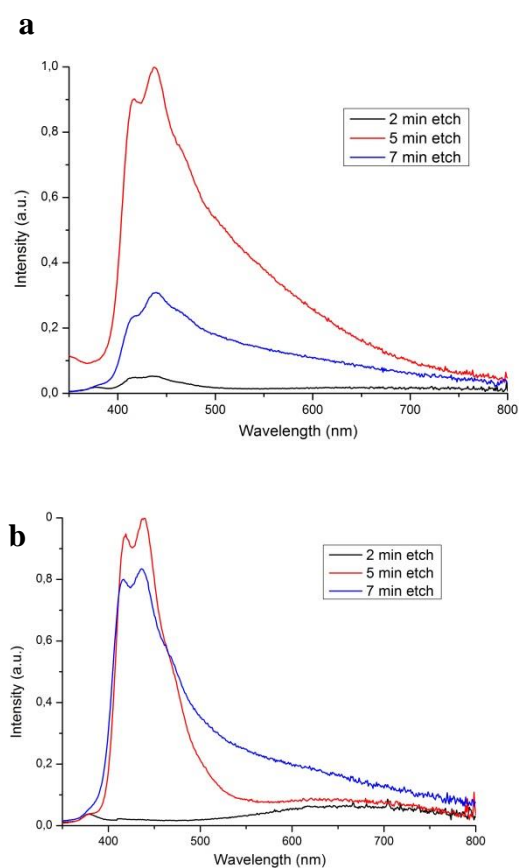 a
1,0
0,8
0,6
0,4
0,2
0,0
Intensity (a.u.)
2 min etch
5 min etch
7 min etch
400 500 600 700 800
Wavelength (nm)
b
0
0,8
0,6
0,4
0,2
0,0
Intensity (a.u.)
2 min etch
5 min etch
7 min etch
400 500 600 700 800
Wavelength (nm)